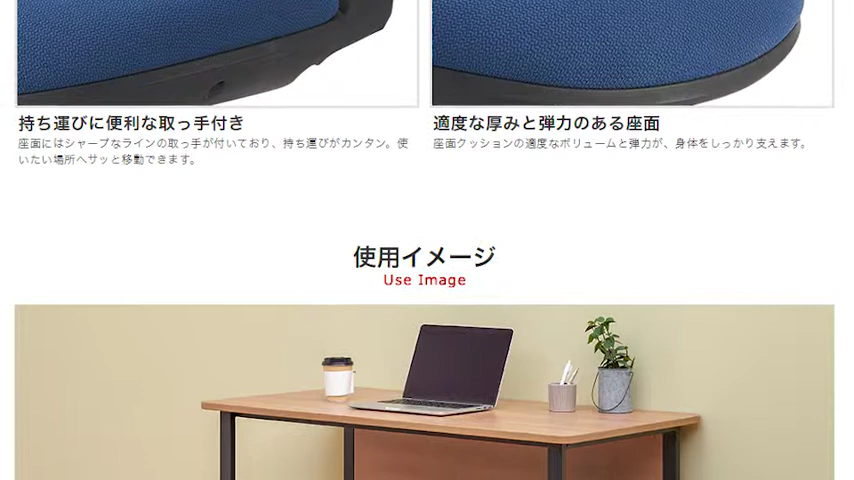 持ち運びに便利な取っ手付き
座面にはシャープなラインの取っ手が付いており、持ち運びがカンタン。使
いたい場所へサッと移動できます。
適度な厚みと弾力のある座面
座面クッションの適度なボリュームと弾力が、身体をしっかり支えます。
使用イメージ
Use Image